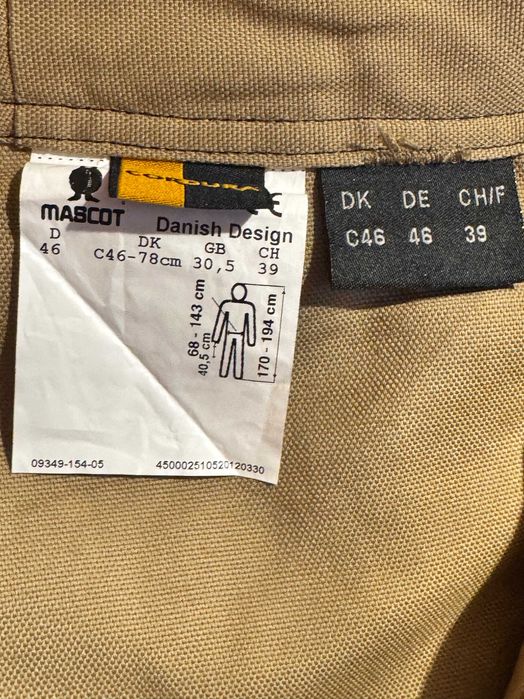 CORDURA
CE
MASCOT
Danish Design
D DK GB CH
46 C46-78cm 30,5 39
68 - 143 cm
40,5 cm
170 - 194 cm
09349-154-05 450002510520120330
DK DE CH/F
C46 46 39